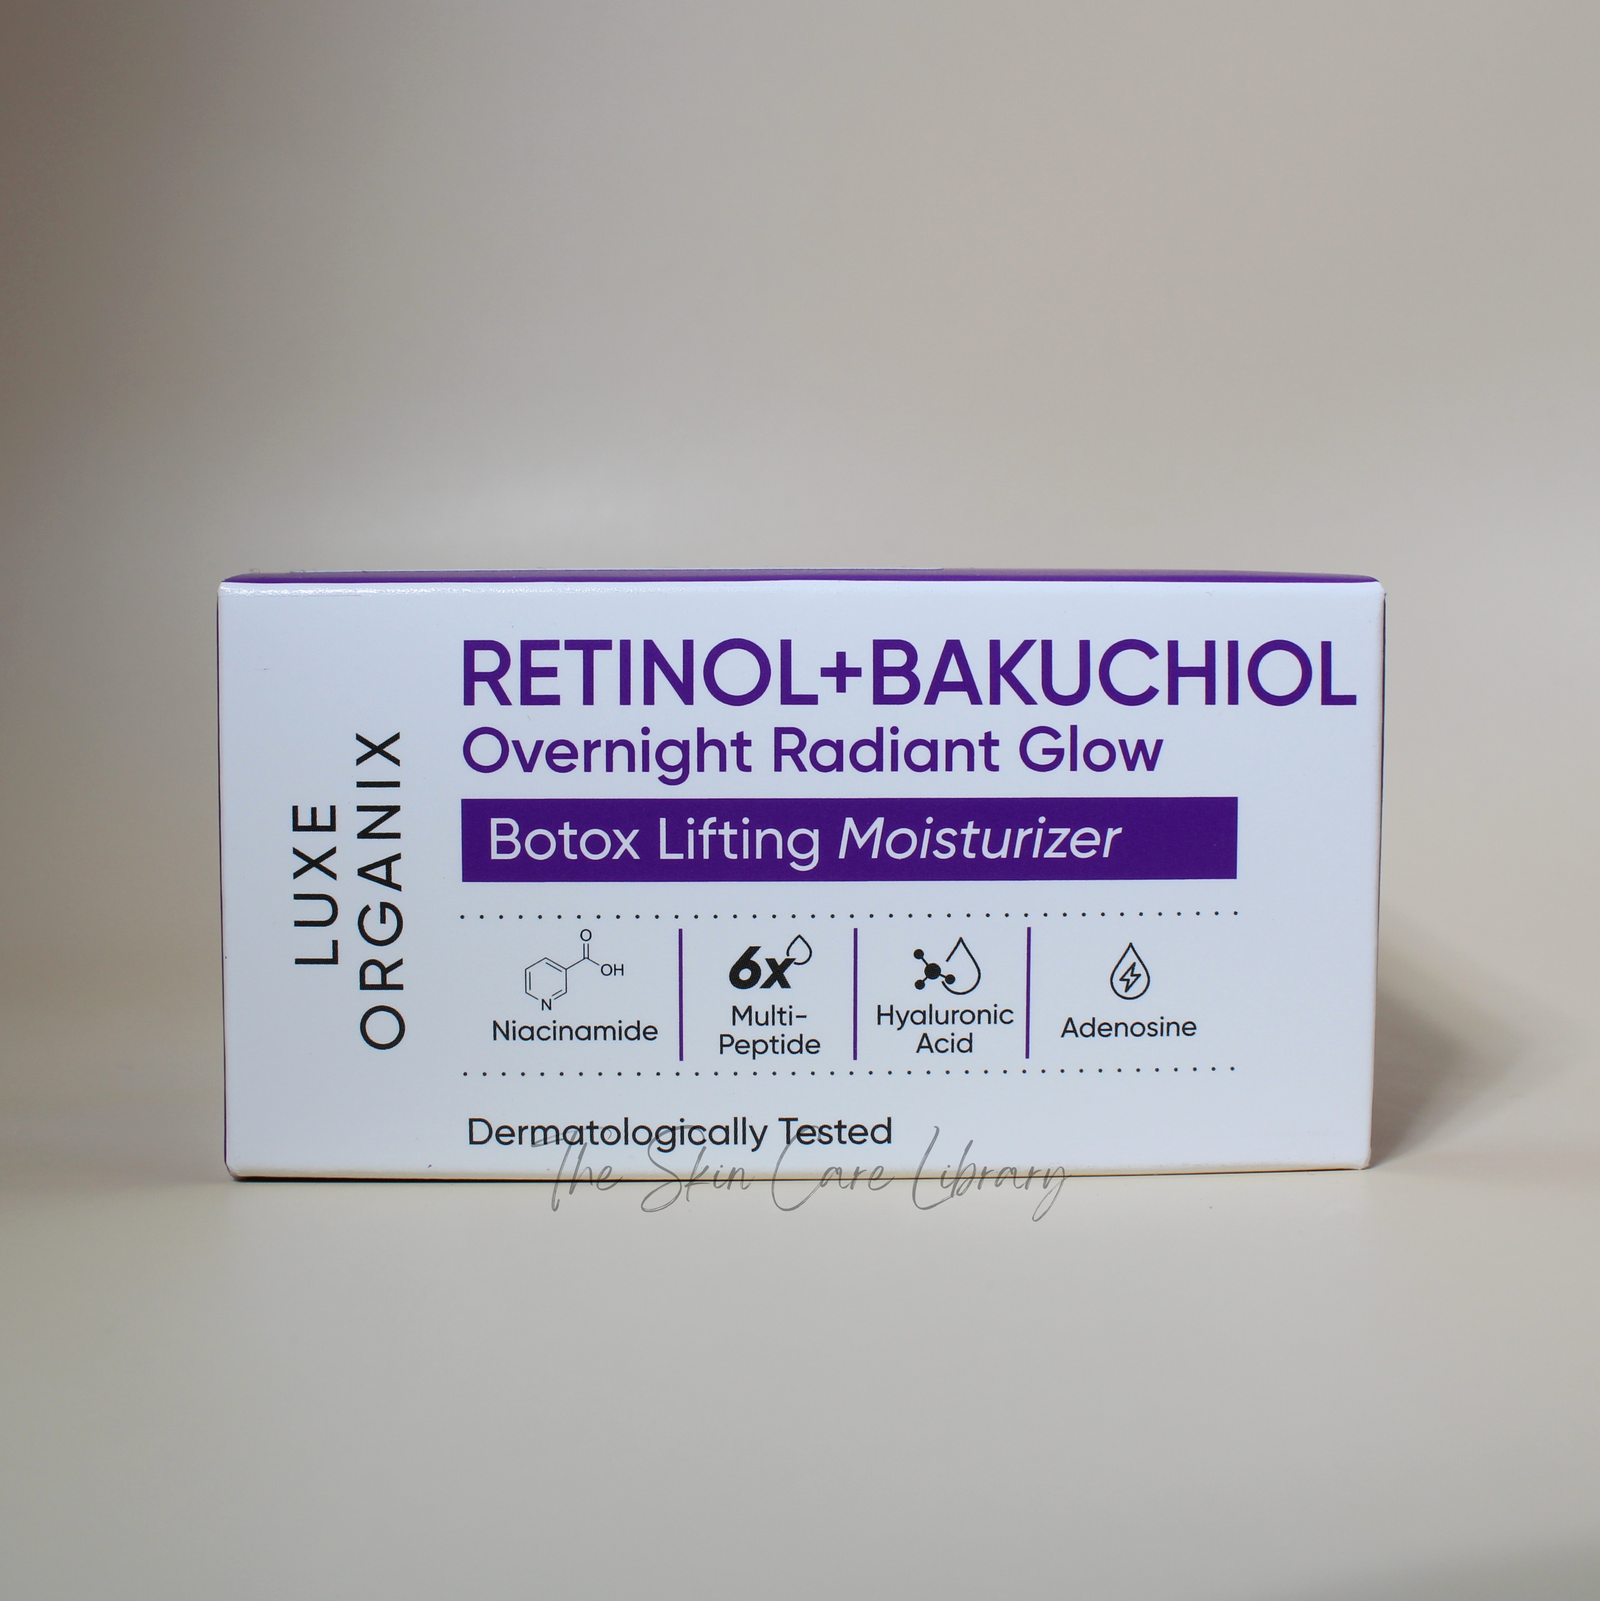 LUXE
ORGANIX
RETINOL+BAKUCHIOL
Overnight Radiant Glow
Botox Lifting Moisturizer
O
OH
N
Niacinamide
6x
Multi-
Peptide
Hyaluronic
Acid
Adenosine
Dermatologically Tested
The Skin Care Library